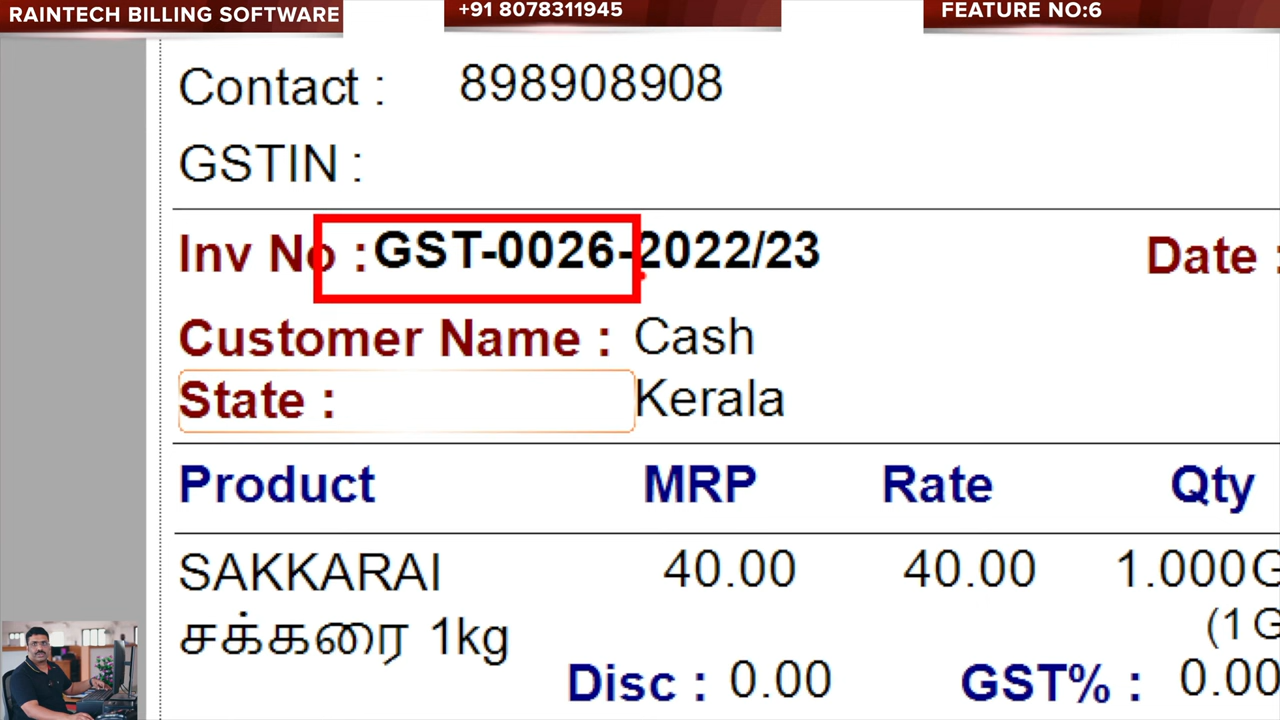 RAINTECH BILLING SOFTWARE +91 8078311945 FEATURE NO:6
Contact : 898908908
GSTIN :
Inv No : GST-0026-2022/23 Date :
Customer Name : Cash
State : Kerala
Product MRP Rate Qty
SAKKARAI 40.00 40.00 1.000G
சக்கரை 1kg (1G
Disc : 0.00 GST% : 0.00